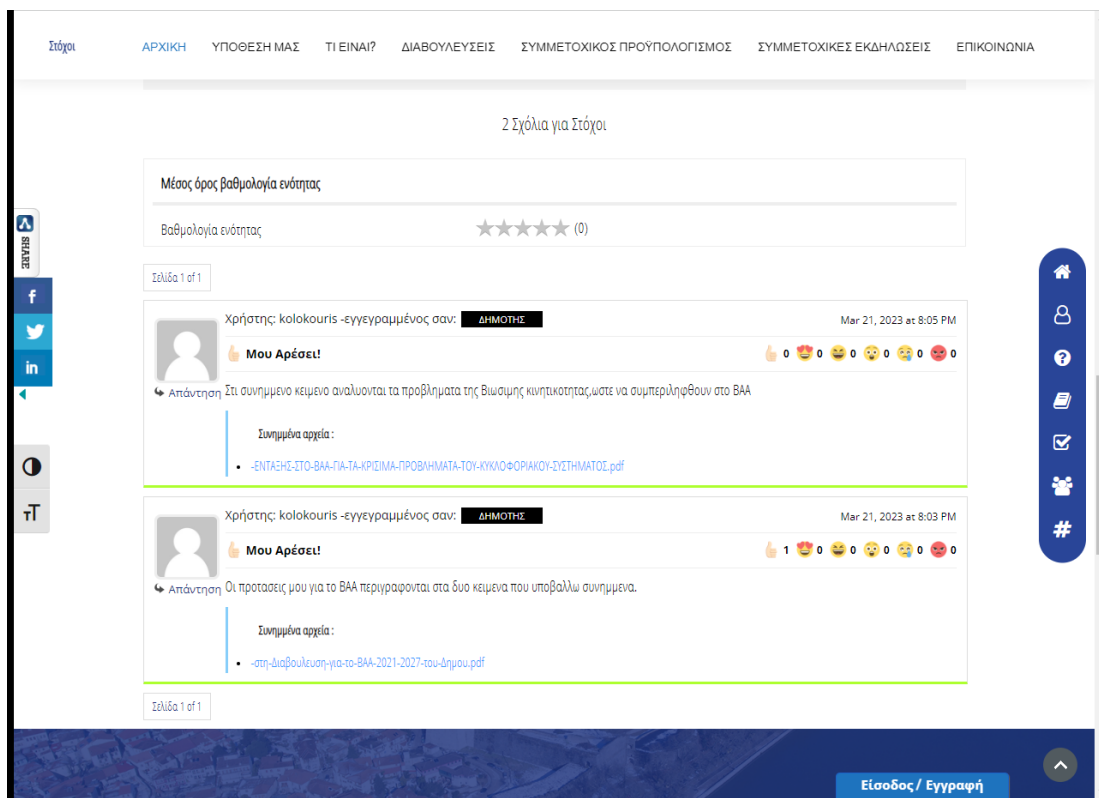 Στόχοι ΑΡΧΙΚΗ ΥΠΟΘΕΣΗ ΜΑΣ ΤΙ ΕΙΝΑΙ? ΔΙΑΒΟΥΛΕΥΣΕΙΣ ΣΥΜΜΕΤΟΧΙΚΟΣ ΠΡΟΫΠΟΛΟΓΙΣΜΟΣ ΣΥΜΜΕΤΟΧΙΚΕΣ ΕΚΔΗΛΩΣΕΙΣ ΕΠΙΚΟΙΝΩΝΙΑ
2 Σχόλια για Στόχοι
Μέσος όρος βαθμολογία ενότητας
Βαθμολογία ενότητας (0)
SHARE
Σελίδα 1 of 1
Χρήστης: kolokouris -εγγεγραμμένος σαν: ΔΗΜΟΤΗΣ Mar 21, 2023 at 8:05 PM
Μου Αρέσει! 0 0 0 0 0 0
Απάντηση Στι συνημμενο κειμενο αναλυονται τα προβληματα της Βιωσιμης κινητικοτητας,ωστε να συμπεριληφθουν στο ΒΑΑ
Συνημμένα αρχεία :
-ΕΝΤΑΞΗΣ-ΣΤΟ-ΒΑΑ-ΓΙΑ-ΤΑ-ΚΡΙΣΙΜΑ-ΠΡΟΒΛΗΜΑΤΑ-ΤΟΥ-ΚΥΚΛΟΦΟΡΙΑΚΟΥ-ΣΥΣΤΗΜΑΤΟΣ.pdf
Χρήστης: kolokouris -εγγεγραμμένος σαν: ΔΗΜΟΤΗΣ Mar 21, 2023 at 8:03 PM
Μου Αρέσει! 1 0 0 0 0 0
Απάντηση Οι προτασεις μου για το ΒΑΑ περιγραφονται στα δυο κειμενα που υποβαλλω συνημμενα.
Συνημμένα αρχεία :
-στη-Διαβουλευση-για-το-ΒΑΑ-2021-2027-του-Δημου.pdf
Σελίδα 1 of 1
Είσοδος / Εγγραφή